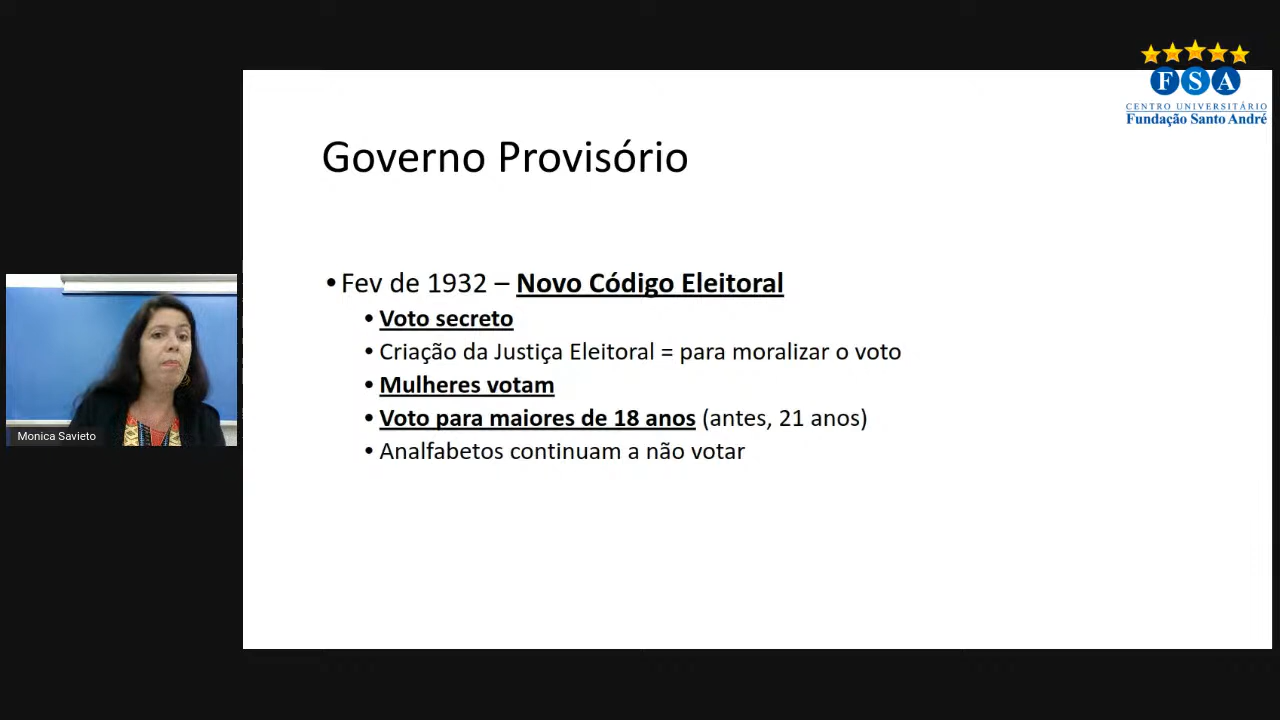 F S A
CENTRO UNIVERSITÁRIO
Fundação Santo André
Governo Provisório
• Fev de 1932 – Novo Código Eleitoral
• Voto secreto
• Criação da Justiça Eleitoral = para moralizar o voto
• Mulheres votam
• Voto para maiores de 18 anos (antes, 21 anos)
• Analfabetos continuam a não votar
Monica Savieto